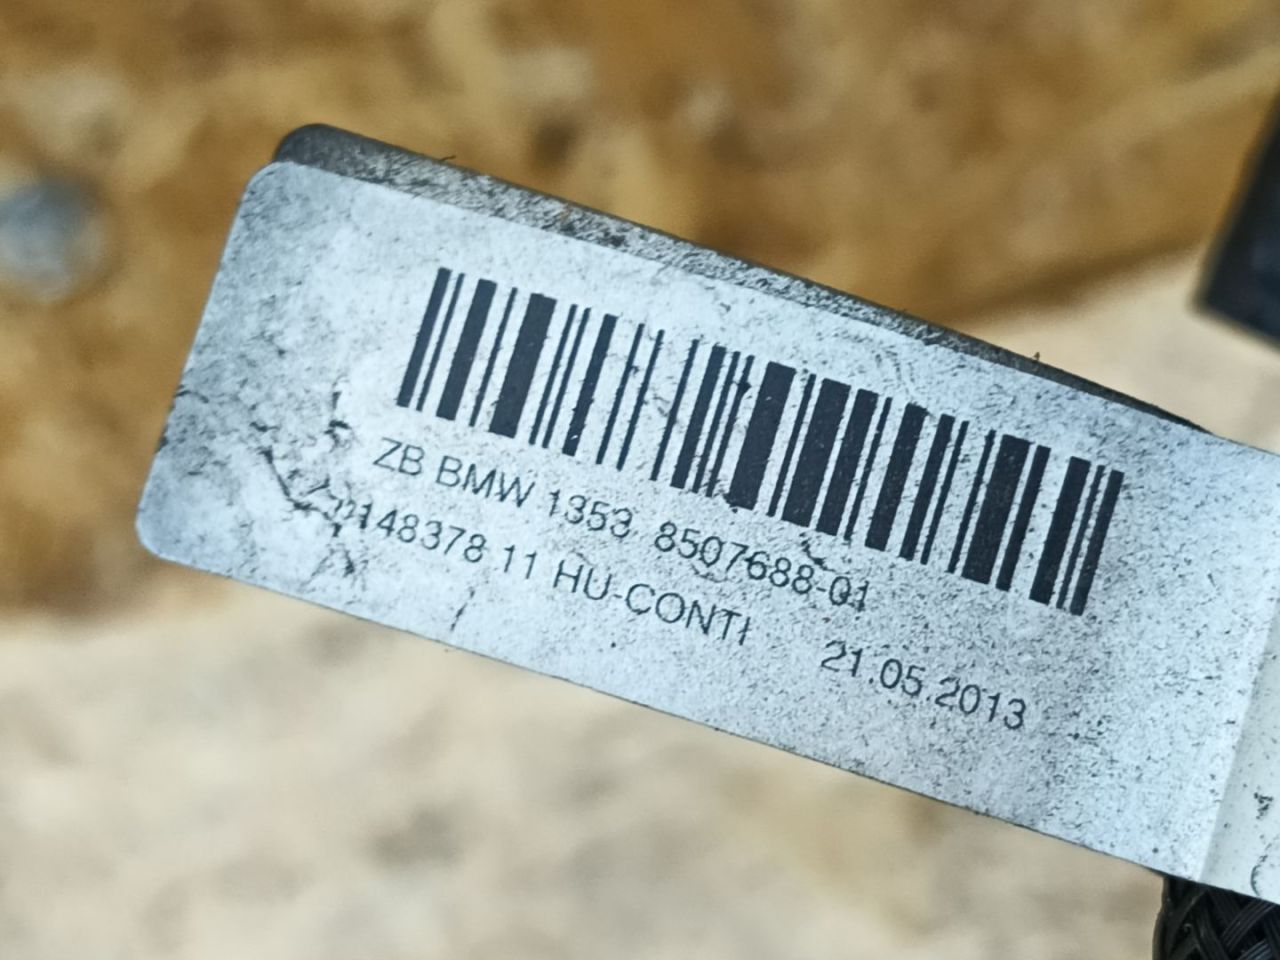 ZB BMW 1353 8507688-01
148378 11 HU-CONTI 21.05.2013